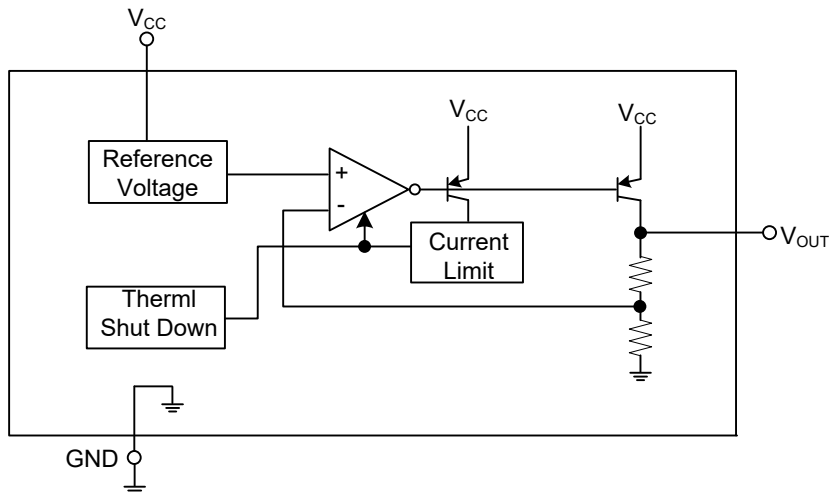 VCC
Reference
Voltage
VCC
VCC
+
-
Current
Limit
VOUT
Therml
Shut Down
GND